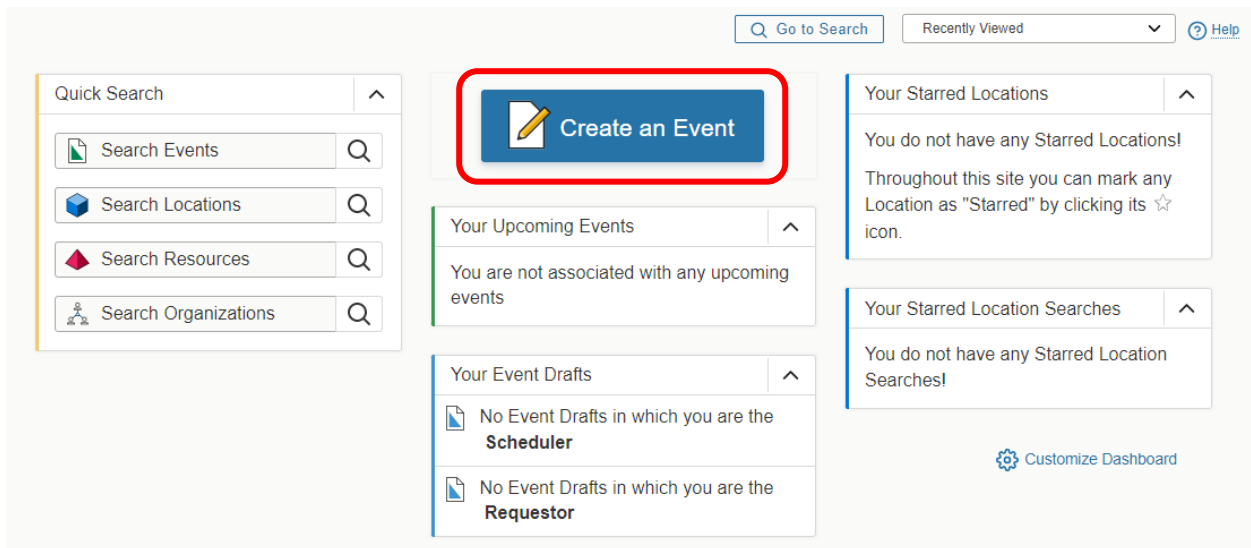 Go to Search
Recently Viewed
Help
Quick Search
Search Events
Search Locations
Search Resources
Search Organizations
Create an Event
Your Upcoming Events
You are not associated with any upcoming
events
Your Event Drafts
No Event Drafts in which you are the
Scheduler
No Event Drafts in which you are the
Requestor
Your Starred Locations
You do not have any Starred Locations!
Throughout this site you can mark any
Location as "Starred" by clicking its
icon.
Your Starred Location Searches
You do not have any Starred Location
Searches!
Customize Dashboard